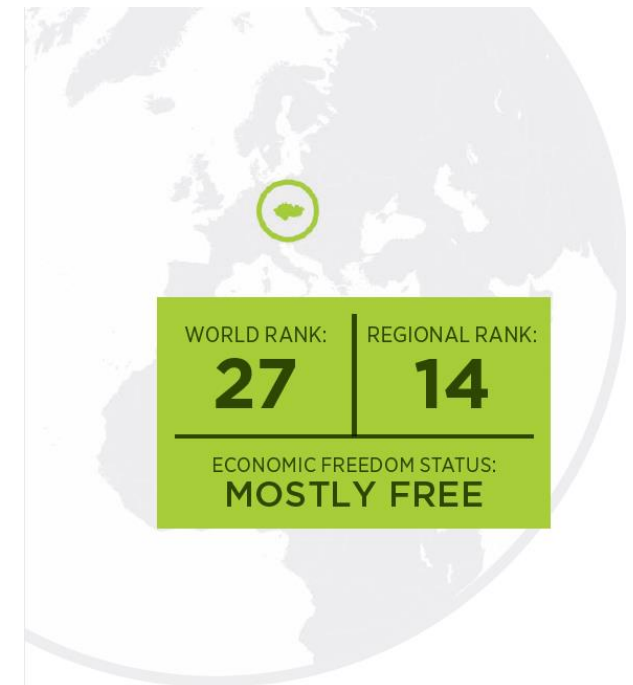 WORLD RANK:
27
REGIONAL RANK:
14
ECONOMIC FREEDOM STATUS:
MOSTLY FREE